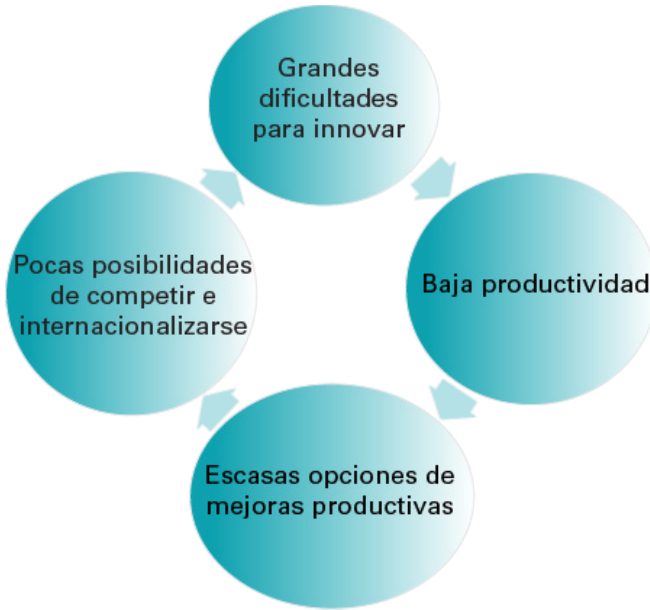 Grandes
dificultades
para innovar
Baja productividad
Escasas opciones de
mejoras productivas
Pocas posibilidades
de competir e
internacionalizarse